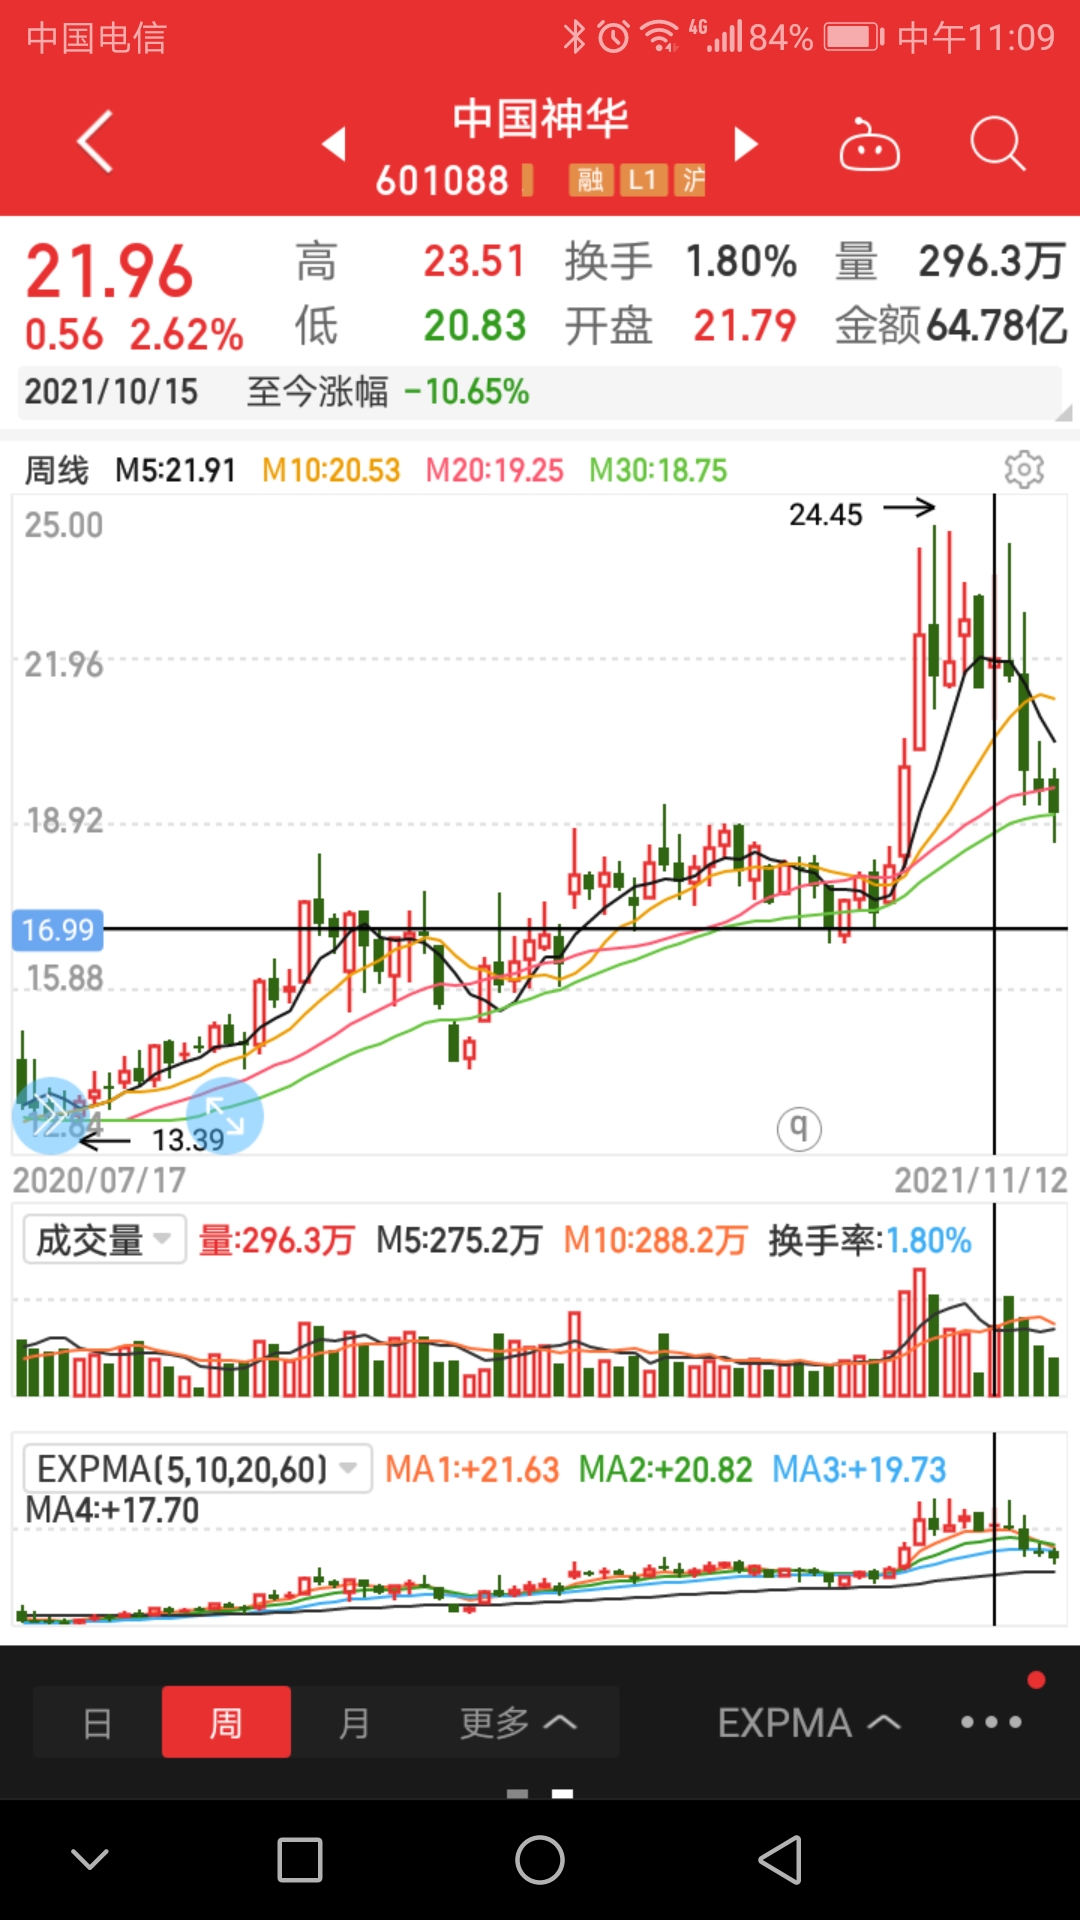 中国电信 4G 84% 中午11:09
中国神华
601088 融 L1 沪
21.96 高 23.51 换手 1.80% 量 296.3万
0.56 2.62% 低 20.83 开盘 21.79 金额 64.78亿
2021/10/15 至今涨幅 -10.65%
周线 M5:21.91 M10:20.53 M20:19.25 M30:18.75
24.45
25.00
21.96
18.92
16.99
15.88
12.84
13.39
q
2020/07/17 2021/11/12
成交量 量:296.3万 M5:275.2万 M10:288.2万 换手率:1.80%
EXPMA(5,10,20,60) MA1:+21.63 MA2:+20.82 MA3:+19.73
MA4:+17.70
日 周 月 更多 EXPMA